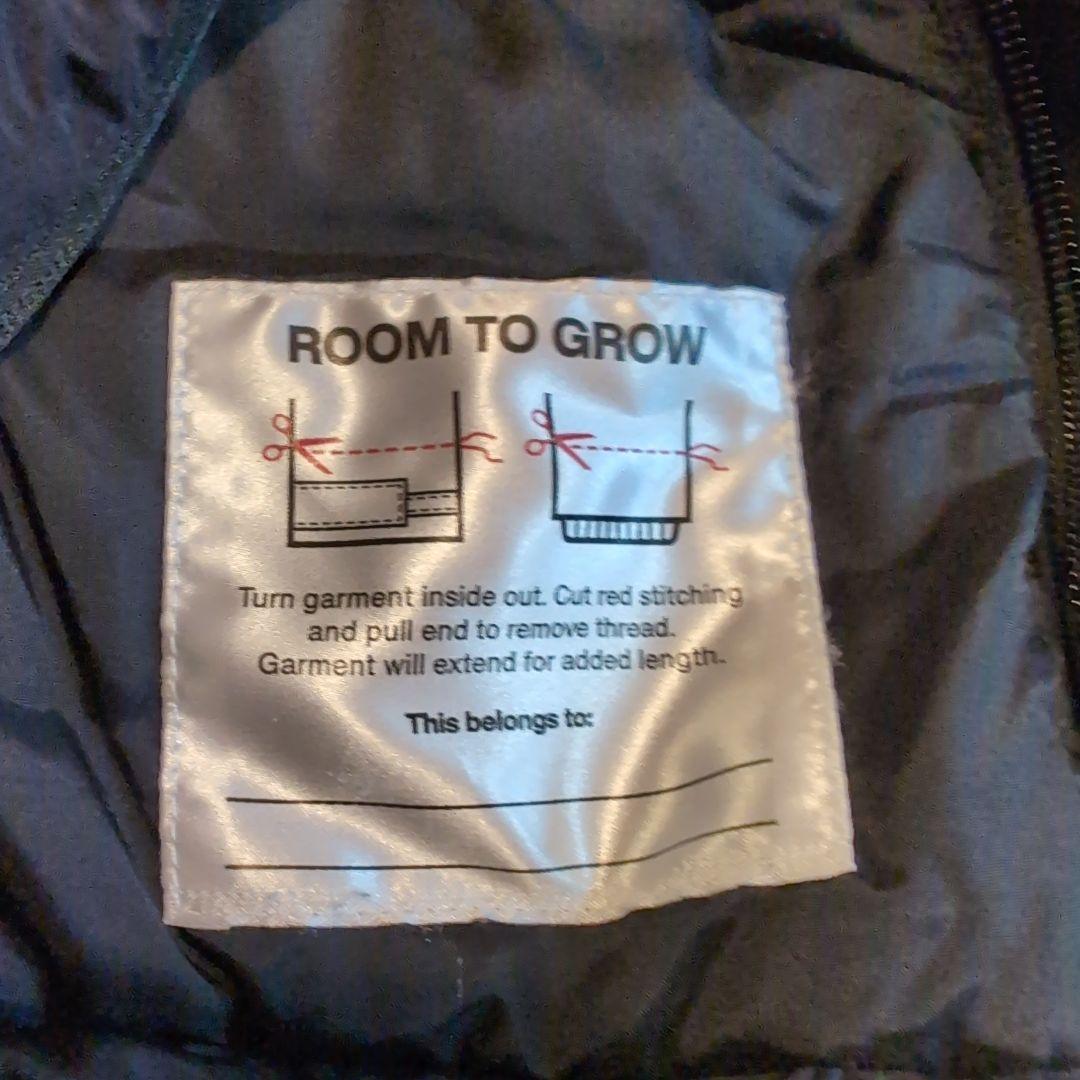 ROOM TO GROW
Turn garment inside out. Cut red stitching
and pull end to remove thread.
Garment will extend for added length.
This belongs to: